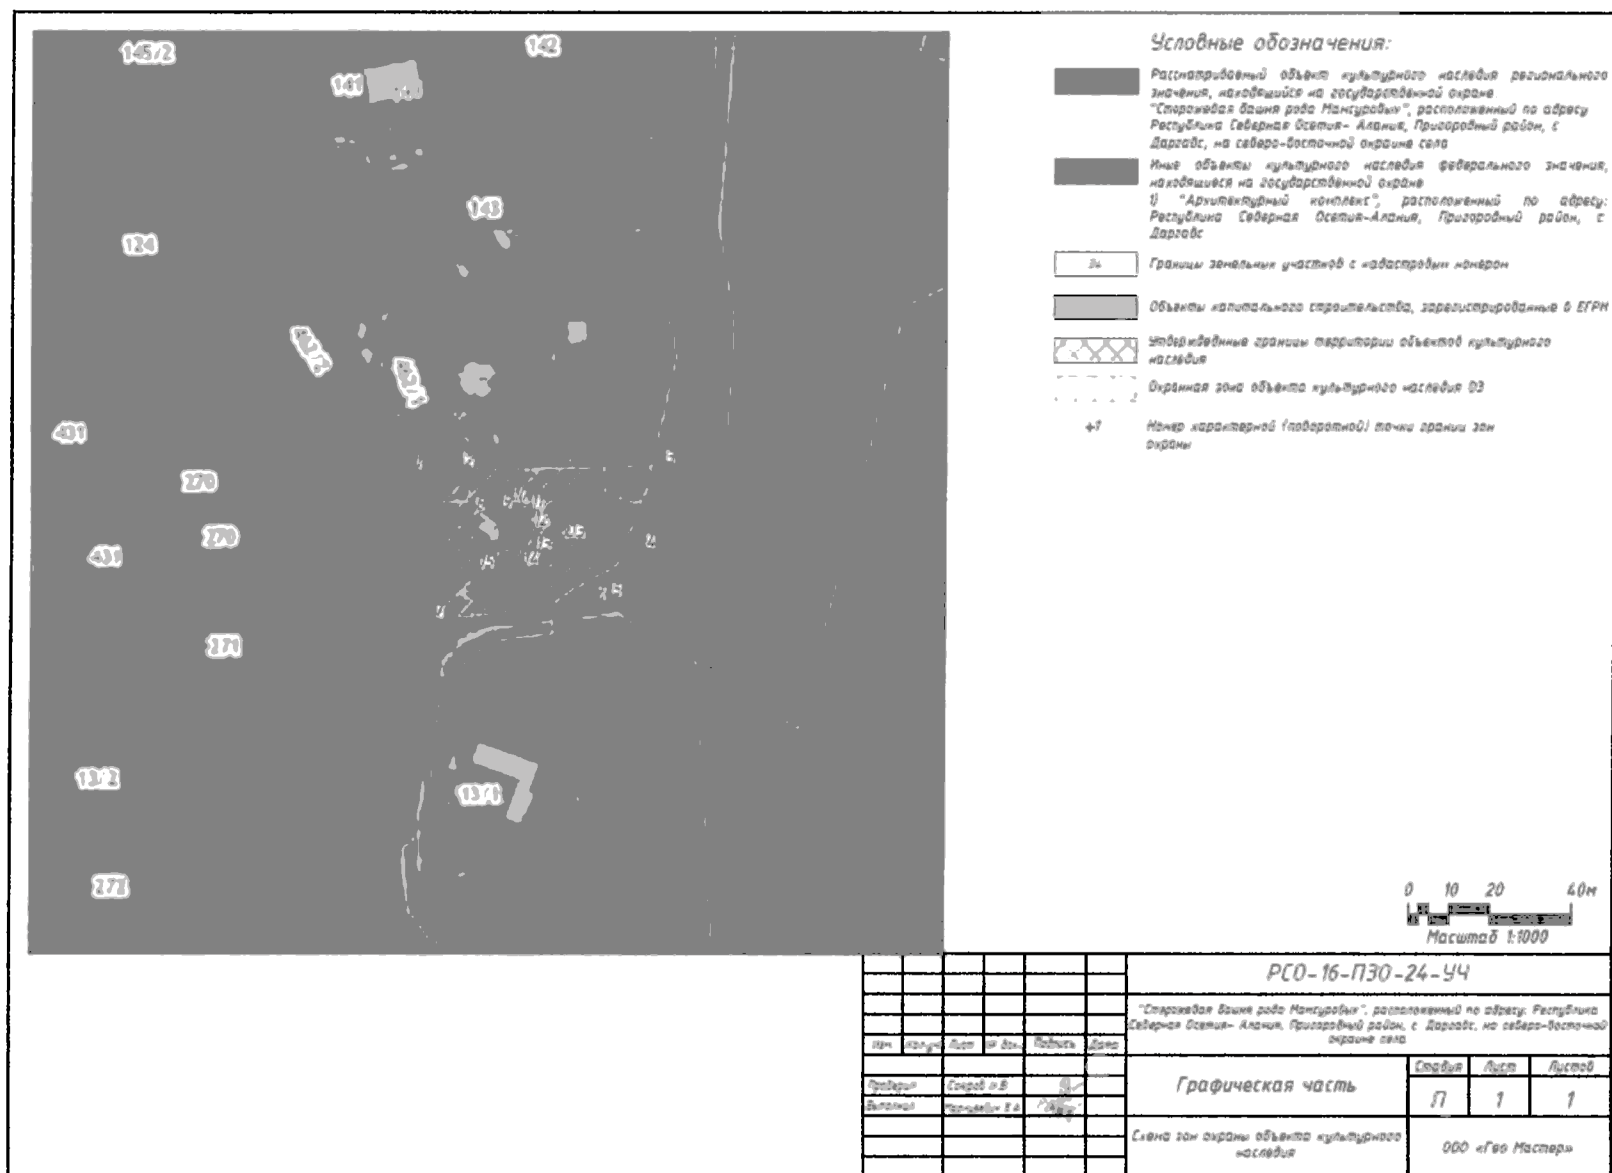 145/2
142
141
143
124
431
270
270
431
271
13/2
13/1
Условные обозначения:
Рассматриваемый объект культурного наследия регионального
значения, находящийся на государственной охране
"Сторожевая башня рода Мансуровых", расположенный по адресу
Республика Северная Осетия- Алания, Пригородный район, с
Даргавс, на северо-восточной окраине села
Иные объекты культурного наследия федерального значения,
находящиеся на государственной охране
1) "Архитектурный комплекс", расположенный по адресу:
Республика Северная Осетия-Алания, Пригородный район, с
Даргавс
Границы земельных участков с кадастровым номером
Объекты капитального строительства, зарегистрированные в ЕГРН
Утвержденные границы территории объектов культурного
наследия
Охранная зона объекта культурного наследия ОЗ
+1
Номер характерной (поворотной) точки границ зон
охраны
0 10 20 40м
Масштаб 1:1000
РСО-16-ПЗО-24-УЧ
"Сторожевая башня рода Мансуровых", расположенный по адресу: Республика
Северная Осетия- Алания, Пригородный район, с Даргавс, на северо-восточной
окраине села
Изм Кол.уч Лист № док. Подпись Дата
Проверил
Выполнил
Графическая часть
Стадия Лист Листов
П 1 1
Схема зон охраны объекта культурного
наследия
ООО «Гео Мастер»